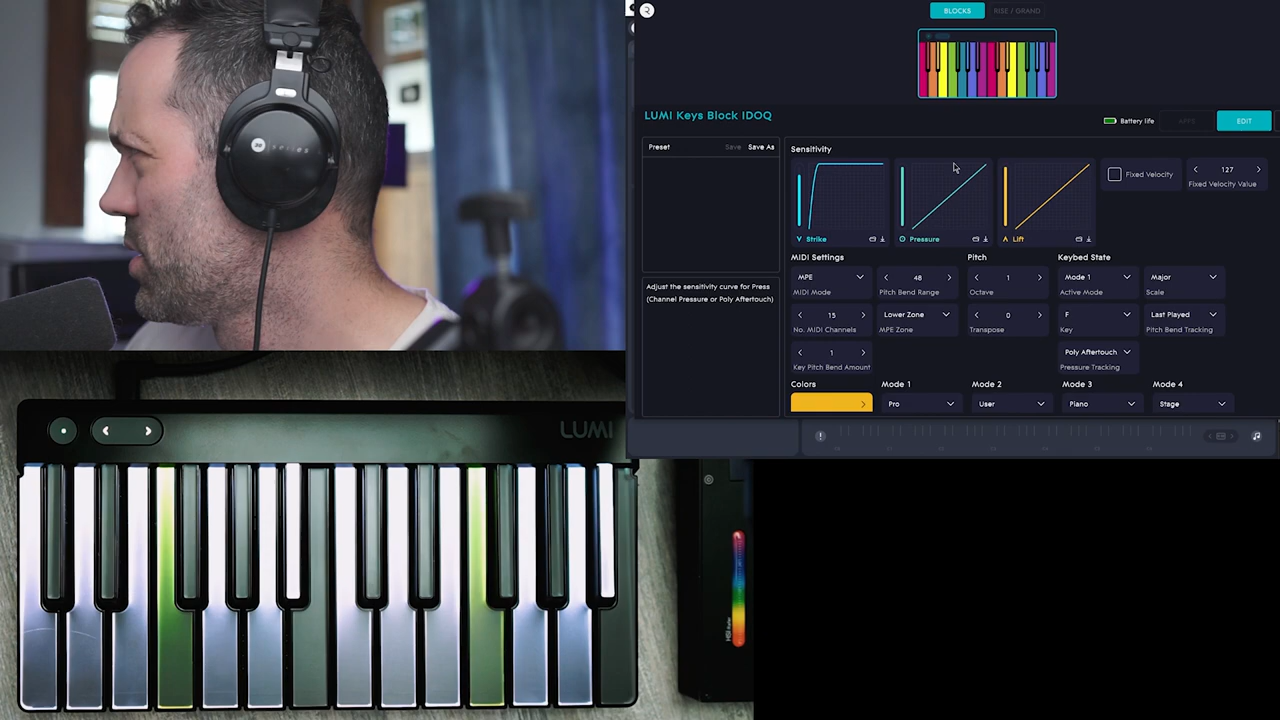 BLOCKS RISE / GRAND
LUMI Keys Block IDOQ
Battery life APPS EDIT
Preset Save Save As
Adjust the sensitivity curve for Press
(Channel Pressure or Poly Aftertouch)
Sensitivity
Strike Pressure Lift
Fixed Velocity
127
Fixed Velocity Value
MIDI Settings Pitch Keybed State
MPE 48 1 Mode 1 Major
MIDI Mode Pitch Bend Range Octave Active Mode Scale
15 Lower Zone 0 F Last Played
No. MIDI Channels MPE Zone Transpose Key Pitch Bend Tracking
1 Poly Aftertouch
Key Pitch Bend Amount Pressure Tracking
Colors Mode 1 Mode 2 Mode 3 Mode 4
Pro User Piano Stage
series
LUMI